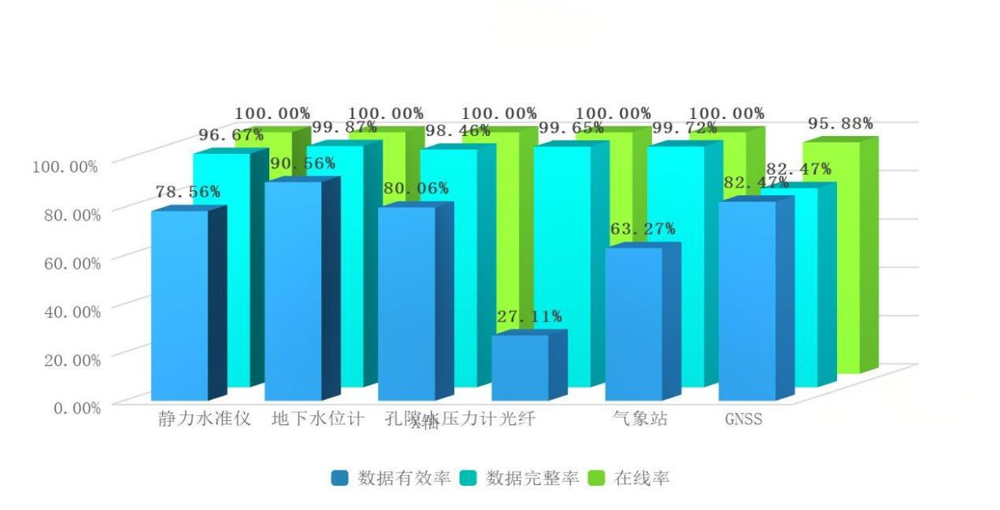 100.00% 100.00% 100.00% 100.00% 100.00% 95.88%
96.67% 99.87% 98.46% 99.65% 99.72% 82.47%
78.56% 90.56% 80.06% 27.11% 63.27% 82.47%
100.00%
80.00%
60.00%
40.00%
20.00%
0.00%
静力水准仪 地下水位计 孔隙水压力计 光纤 气象站 GNSS
X轴
数据有效率 数据完整率 在线率